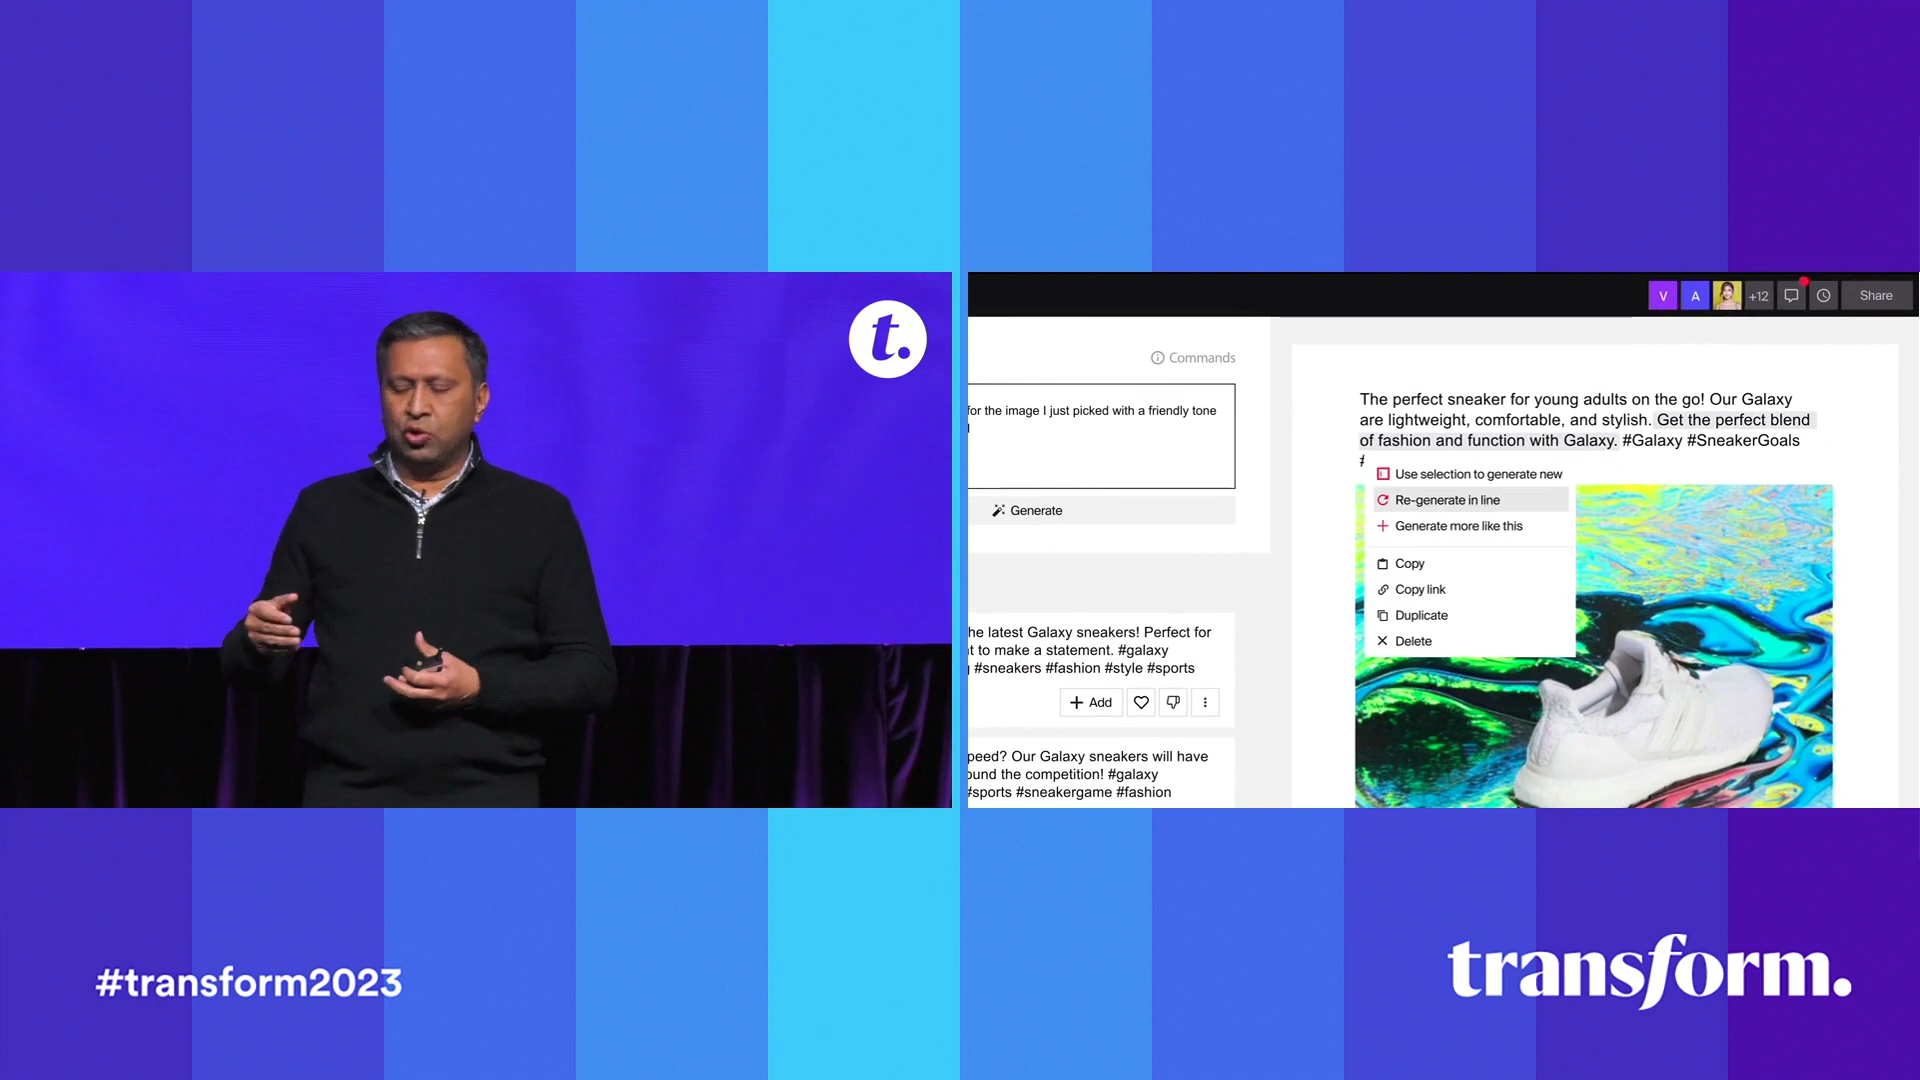 t.
V
A
+12
Share
Commands
for the image I just picked with a friendly tone
Generate
he latest Galaxy sneakers! Perfect for
t to make a statement. #galaxy
#sneakers #fashion #style #sports
Add
peed? Our Galaxy sneakers will have
und the competition! #galaxy
#sports #sneakergame #fashion
The perfect sneaker for young adults on the go! Our Galaxy
are lightweight, comfortable, and stylish. Get the perfect blend
of fashion and function with Galaxy. #Galaxy #SneakerGoals
#
Use selection to generate new
Re-generate in line
Generate more like this
Copy
Copy link
Duplicate
Delete
#transform2023
transform.